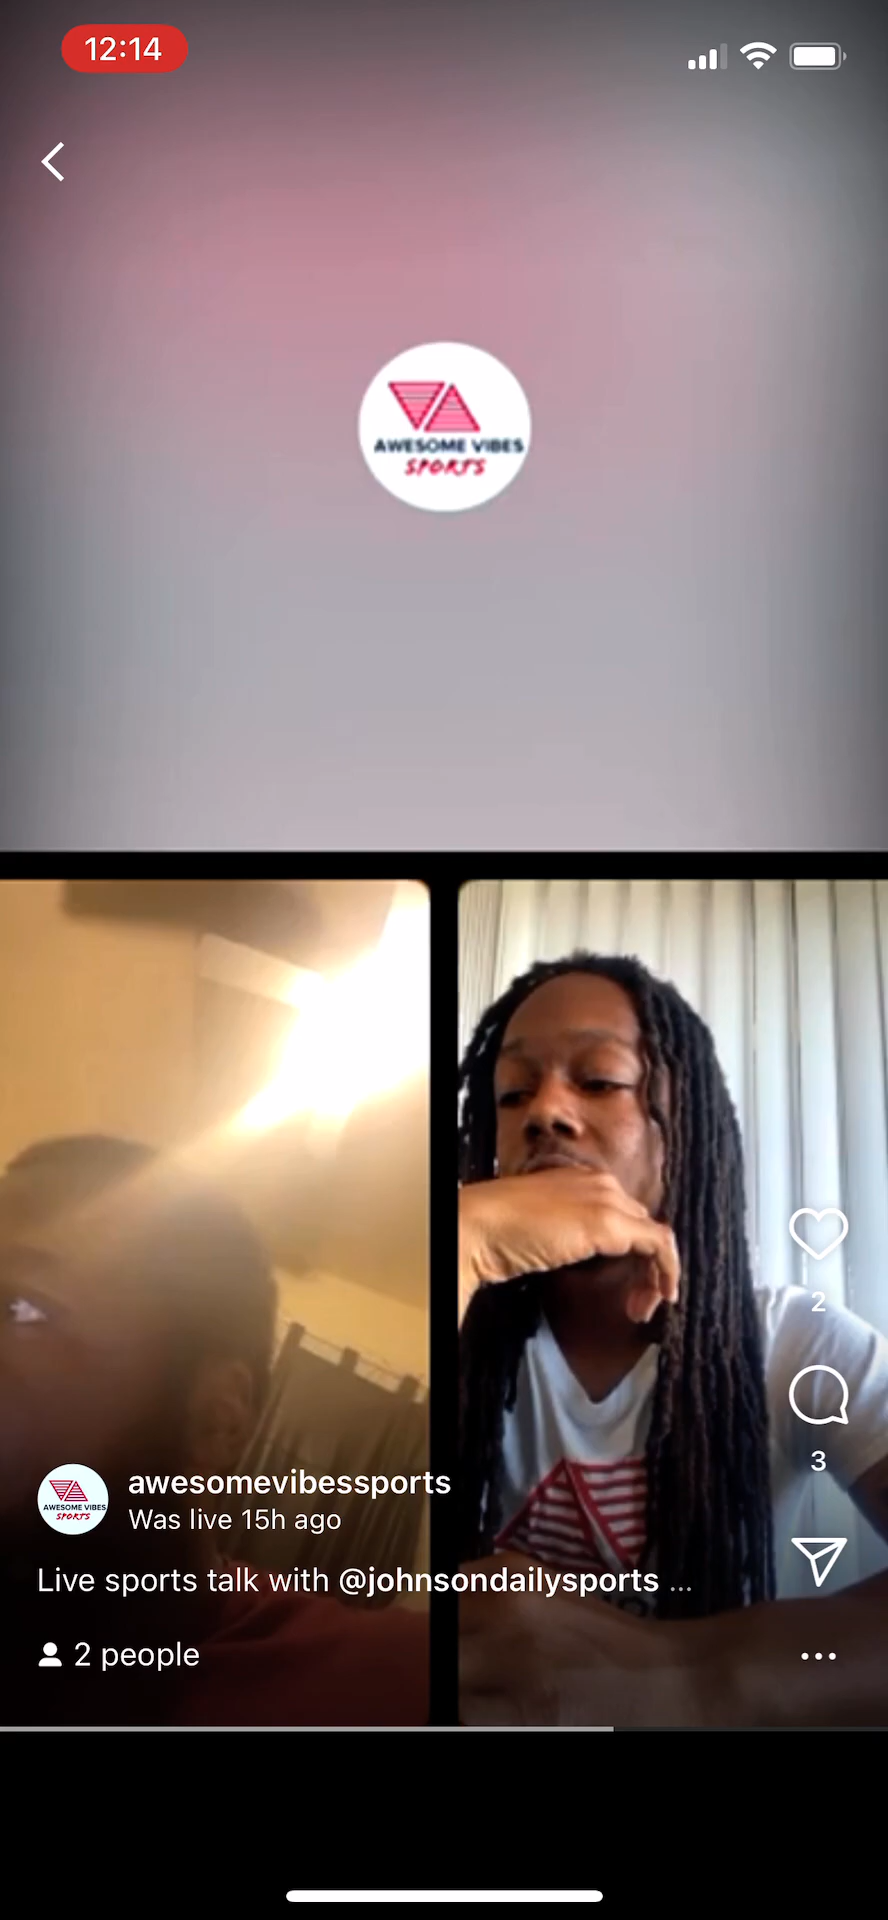 12:14
AWESOME VIBES
SPORTS
2
3
AWESOME VIBES
SPORTS
awesomevibessports
Was live 15h ago
Live sports talk with @johnsondailysports ...
2 people